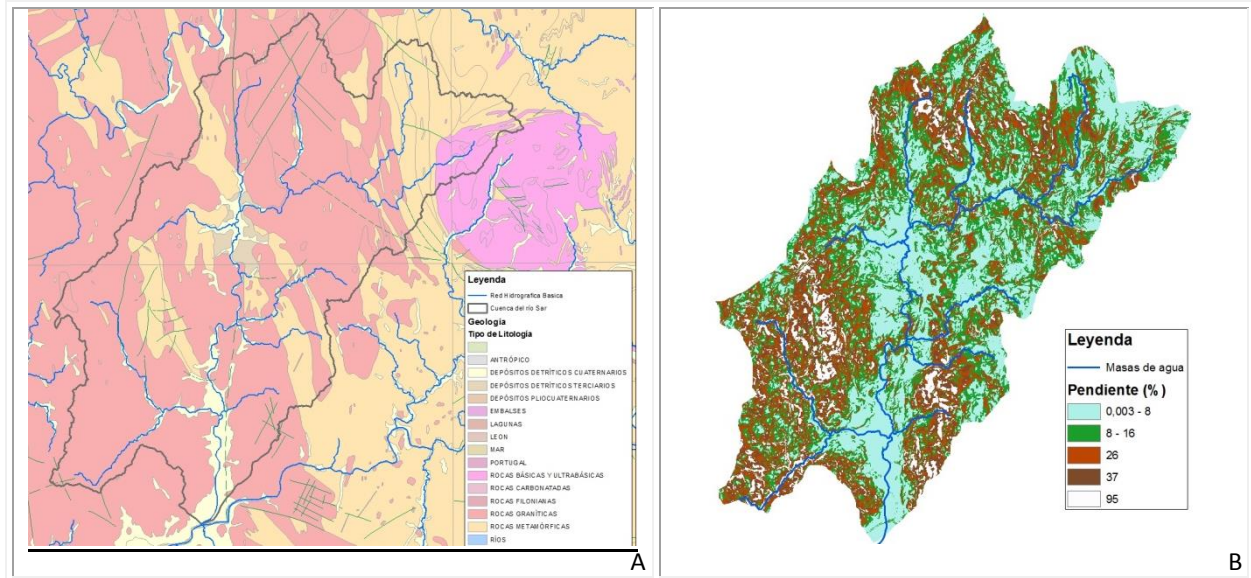 Leyenda
Red Hidrografica Basica
Cuenca del río Sar
Geología
Tipo de Litología
ANTRÓPICO
DEPÓSITOS DETRÍTICOS CUATERNARIOS
DEPÓSITOS DETRÍTICOS TERCIARIOS
DEPÓSITOS PLIOCUATERNARIOS
EMBALSES
LAGUNAS
LEON
MAR
PORTUGAL
ROCAS BÁSICAS Y ULTRABÁSICAS
ROCAS CARBONATADAS
ROCAS FILONIANAS
ROCAS GRANÍTICAS
ROCAS METAMÓRFICAS
RÍOS
A
Leyenda
Masas de agua
Pendiente (%)
0,003 - 8
8 - 16
26
37
95
B